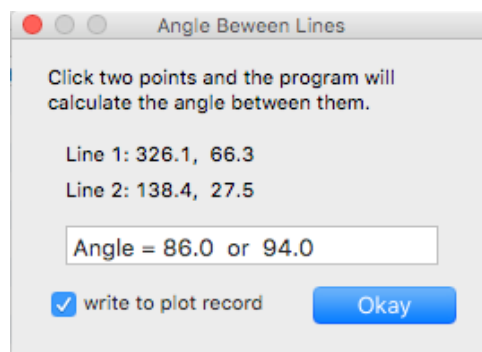 Angle Beween Lines
Click two points and the program will
calculate the angle between them.
Line 1: 326.1,  66.3
Line 2: 138.4,  27.5
Angle = 86.0  or  94.0
write to plot record
Okay